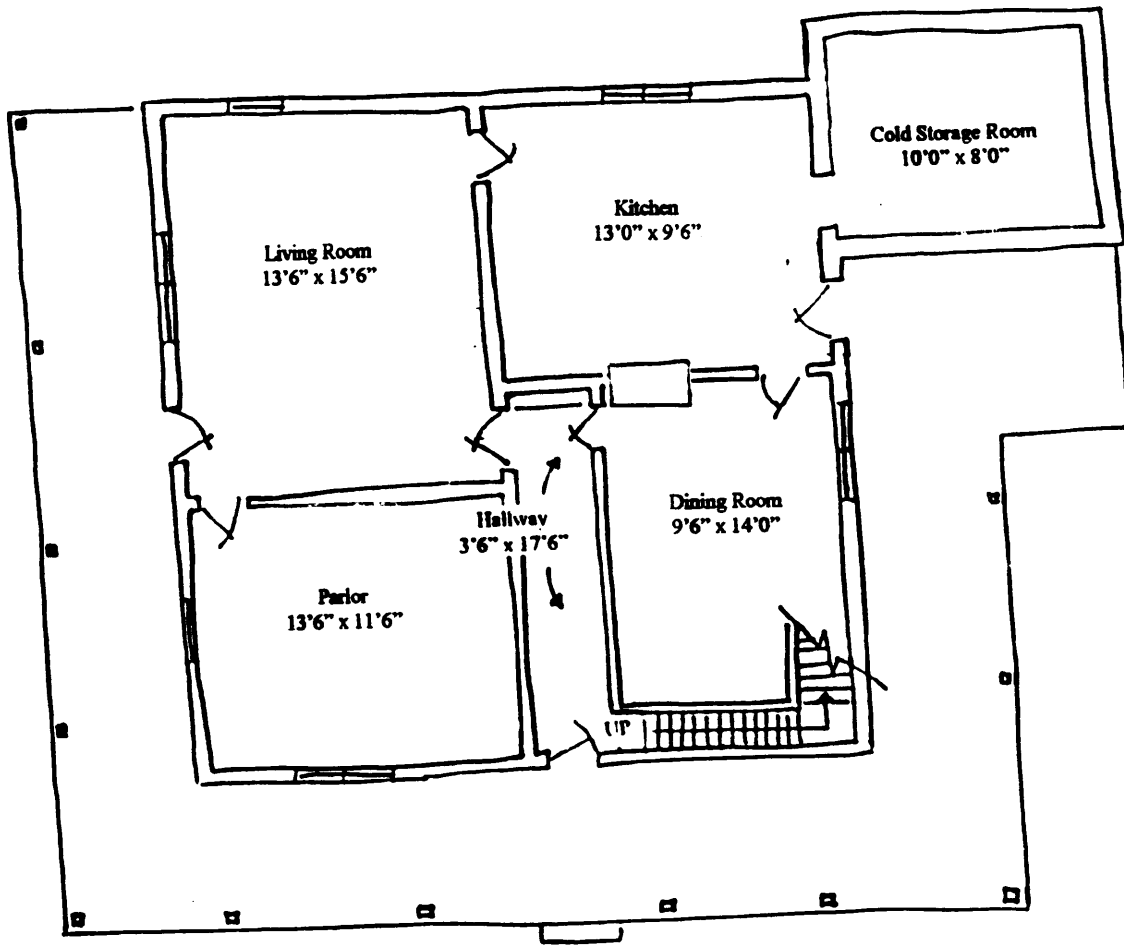 Cold Storage Room
10'0" x 8'0"
Kitchen
13'0" x 9'6"
Living Room
13'6" x 15'6"
Dining Room
9'6" x 14'0"
Hallway
3'6" x 17'6"
Parlor
13'6" x 11'6"
UP